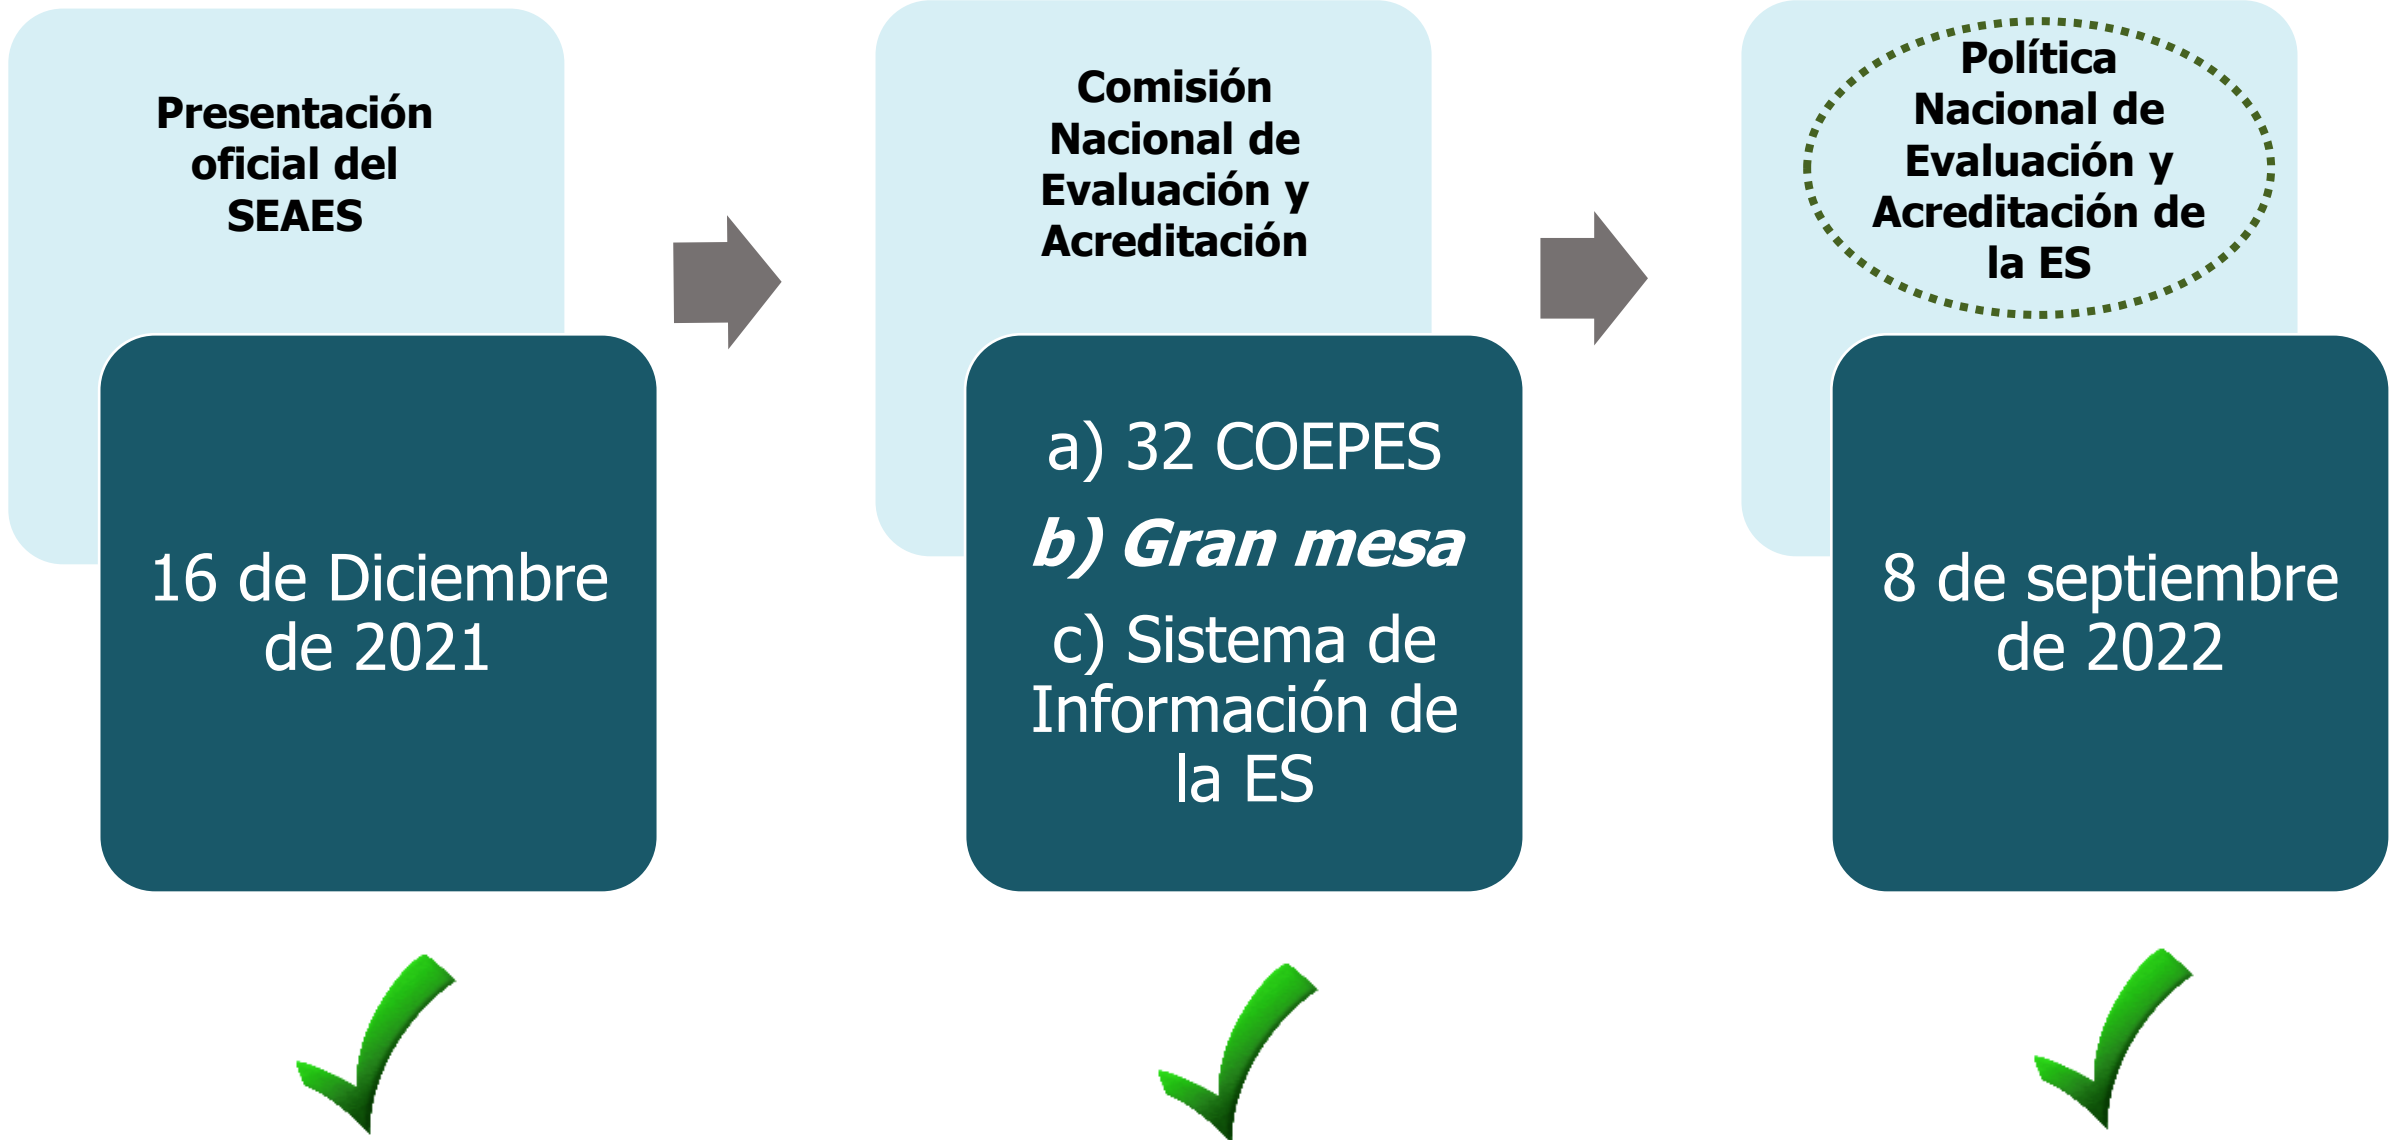 Presentación
oficial del
SEAES
16 de Diciembre
de 2021
Comisión
Nacional de
Evaluación y
Acreditación
a) 32 COEPES
b) Gran mesa
c) Sistema de
Información de
la ES
Política
Nacional de
Evaluación y
Acreditación de
la ES
8 de septiembre
de 2022